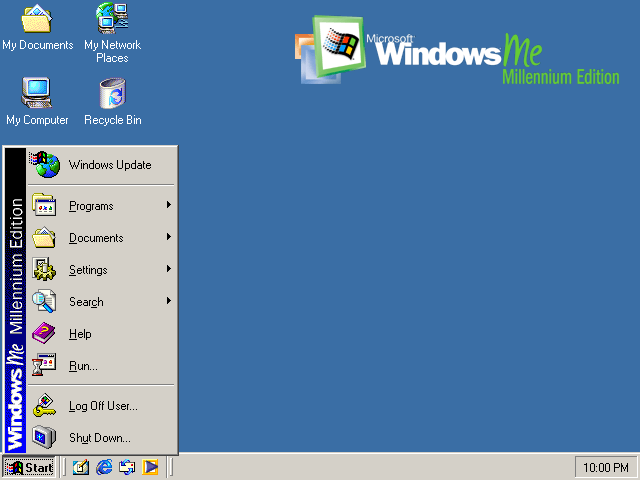 My Documents
My Network
Places
My Computer
Recycle Bin
Microsoft
Windows Me
Millennium Edition
Windows Me Millennium Edition
Windows Update
Programs
Documents
Settings
Search
Help
Run...
Log Off User...
Shut Down...
Start
10:00 PM